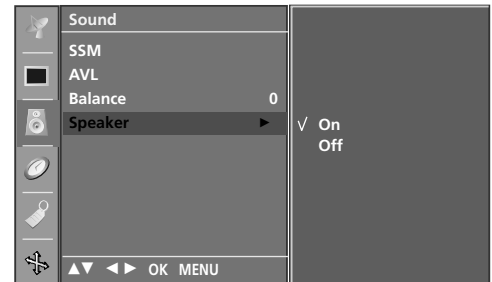 Sound
SSM
AVL
Balance 0
Speaker ►
√ On
Off
▲▼ ◄► OK MENU